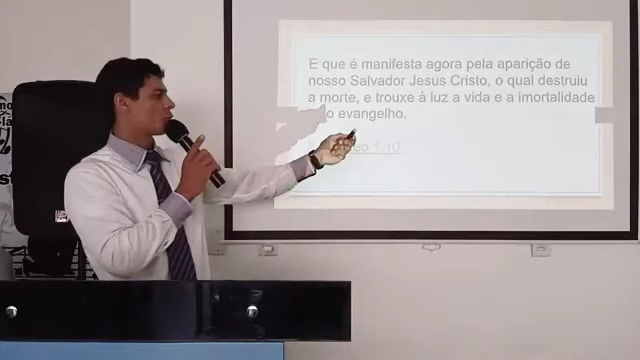 E que é manifesta agora pela aparição de
nosso Salvador Jesus Cristo, o qual destruiu
a morte, e trouxe à luz a vida e a imortalidade
o evangelho.
1:10